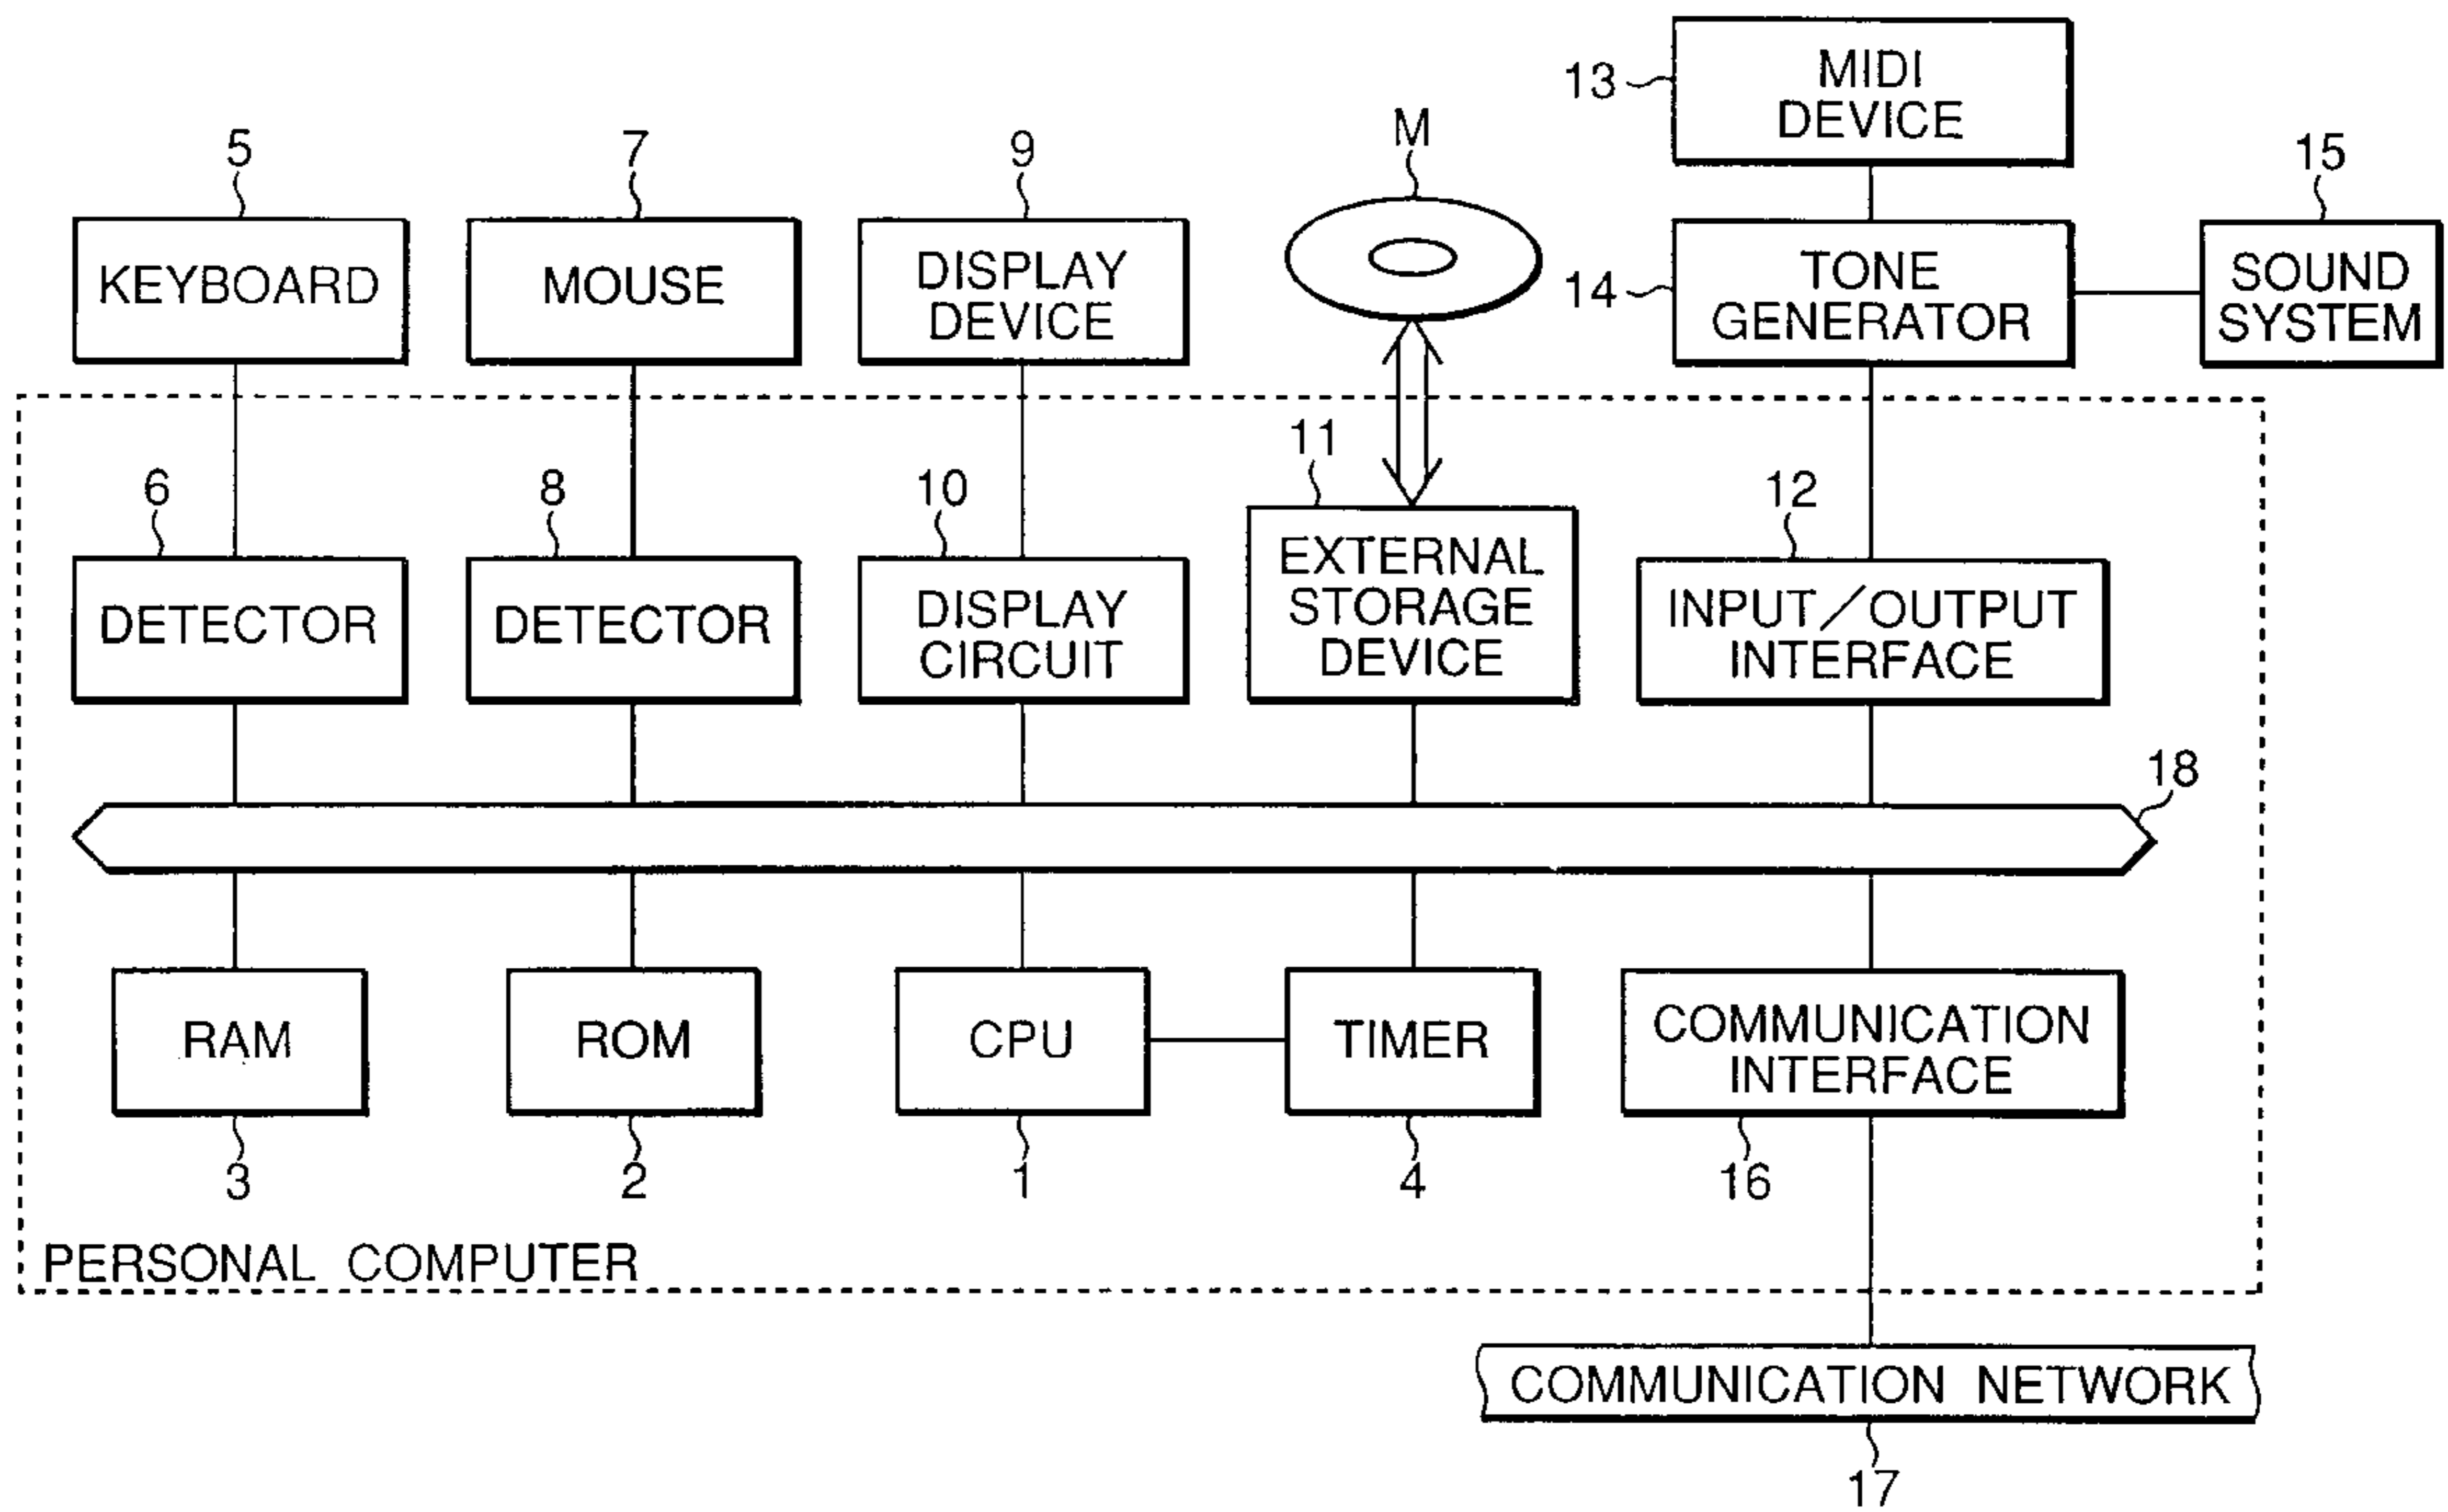 13
MIDI
DEVICE
5
7
9
M
15
KEYBOARD
MOUSE
DISPLAY
DEVICE
14
TONE
GENERATOR
SOUND
SYSTEM
6
8
10
11
12
DETECTOR
DETECTOR
DISPLAY
CIRCUIT
EXTERNAL
STORAGE
DEVICE
INPUT/OUTPUT
INTERFACE
18
RAM
ROM
CPU
TIMER
COMMUNICATION
INTERFACE
3
2
1
4
16
PERSONAL COMPUTER
COMMUNICATION NETWORK
17